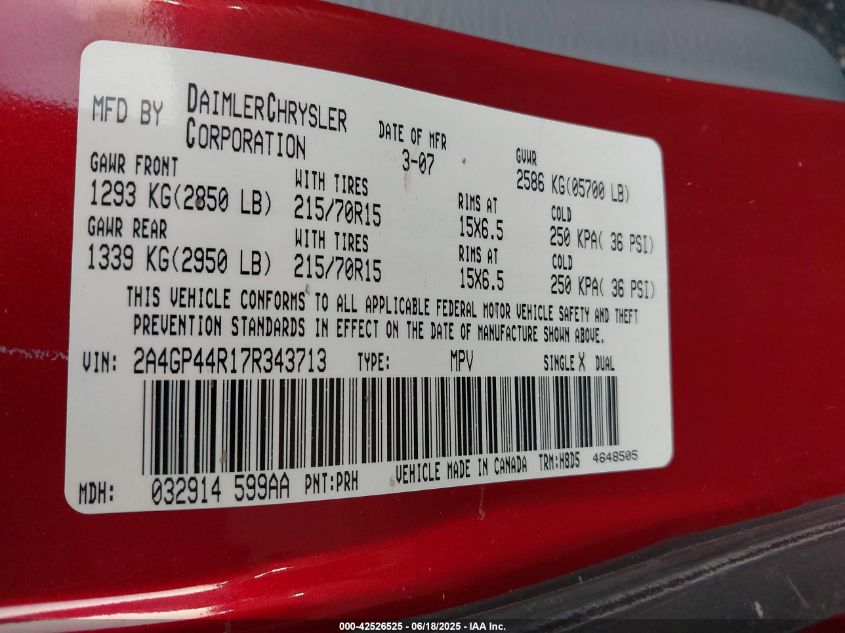 MFD BY DAIMLERCHRYSLER CORPORATION
DATE OF MFR 3-07
GVWR 2586 KG(05700 LB)
GAWR FRONT 1293 KG(2850 LB) WITH TIRES 215/70R15 RIMS AT 15X6.5 COLD 250 KPA( 36 PSI)
GAWR REAR 1339 KG(2950 LB) WITH TIRES 215/70R15 RIMS AT 15X6.5 COLD 250 KPA( 36 PSI)
THIS VEHICLE CONFORMS TO ALL APPLICABLE FEDERAL MOTOR VEHICLE SAFETY AND THEFT
PREVENTION STANDARDS IN EFFECT ON THE DATE OF MANUFACTURE SHOWN ABOVE.
VIN: 2A4GP44R17R343713 TYPE: MPV SINGLE X DUAL
MDH: 032914 599AA PNT:PRH VEHICLE MADE IN CANADA TRM:H8D5 4648505
000-42526525 - 06/18/2025 - IAA Inc.